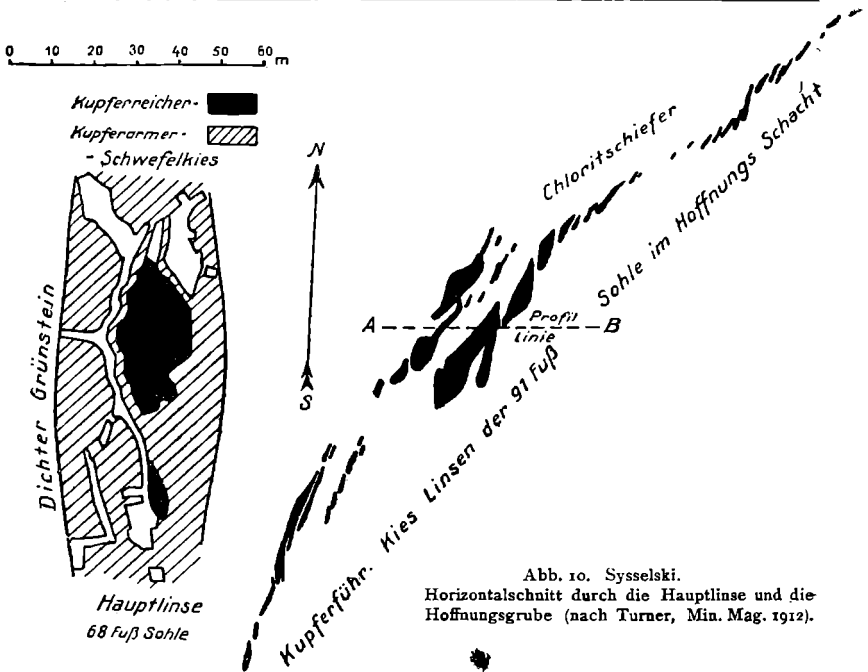 0 10 20 30 40 50 60 m
Kupferreicher-
Kupferarmer-
- Schwefelkies
N
S
Dichter Grünstein
Hauptlinse
68 Fuß Sohle
Chloritschiefer
A
Profil
Linie
B
Kupferführ. Kies Linsen der 91 Fuß Sohle im Hoffnungs Schacht
Abb. 10. Sysselski.
Horizontalschnitt durch die Hauptlinse und die
Hoffnungsgrube (nach Turner, Min. Mag. 1912).